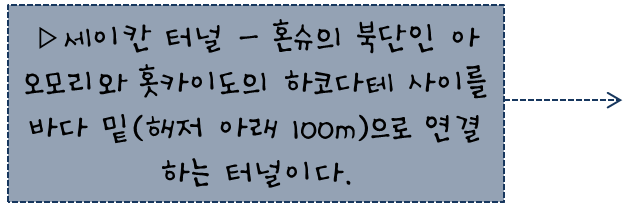 ▷세이칸 터널 - 혼슈의 북단인 아
오모리와 홋카이도의 하코다테 사이를
바다 밑(해저 아래 100m)으로 연결
하는 터널이다.